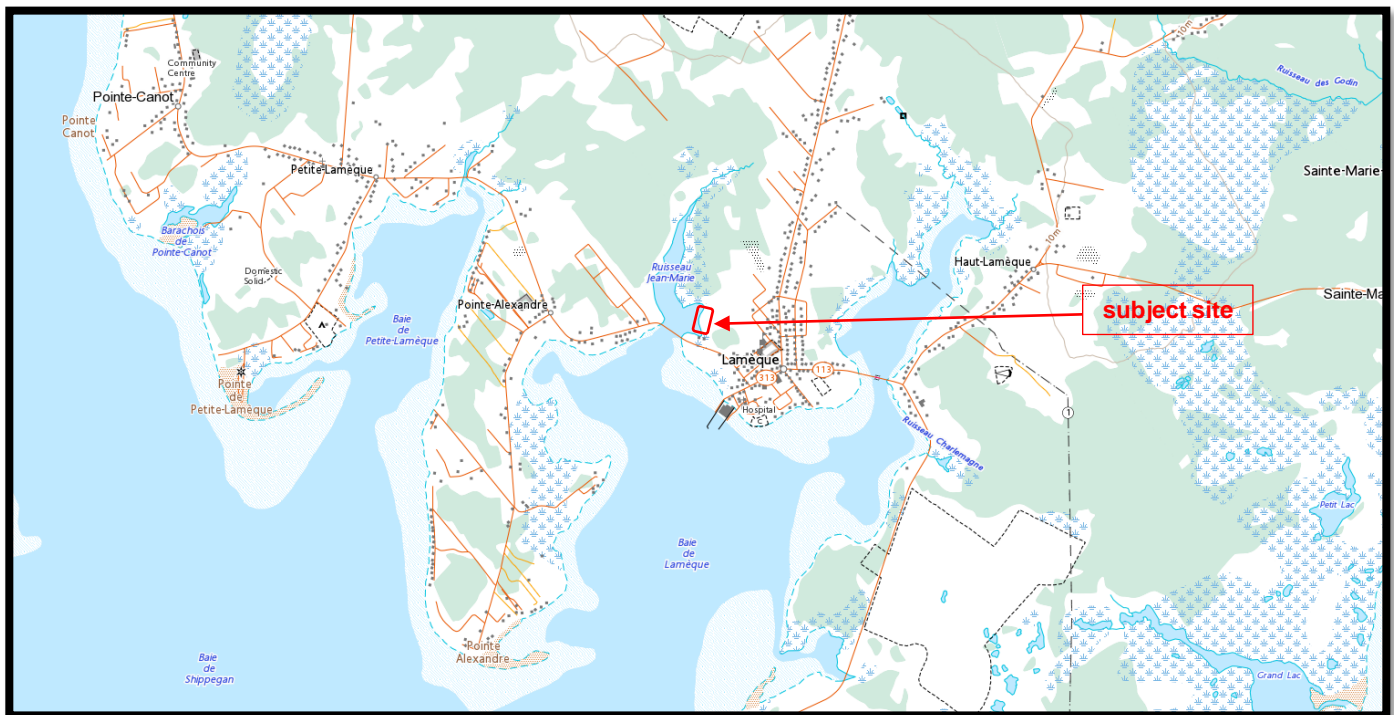 Community
Centre
Pointe-Canot
Pointe
Canot
Petite-Lamèque
Barachois
de
Pointe-Canot
Domestic
Solid
Pointe
de
Petite-Lamèque
Baie
de
Petite-Lamèque
Pointe-Alexandre
Ruisseau
Jean-Marie
Lamèque
313
113
Hospital
Haut-Lamèque
10m
10m
Ruisseau des Godin
Sainte-Marie-
Sainte-Ma
subject site
Ruisseau Charlemagne
1
Petit Lac
Baie
de
Lamèque
Pointe
Alexandre
Baie
de
Shippegan
Grand Lac